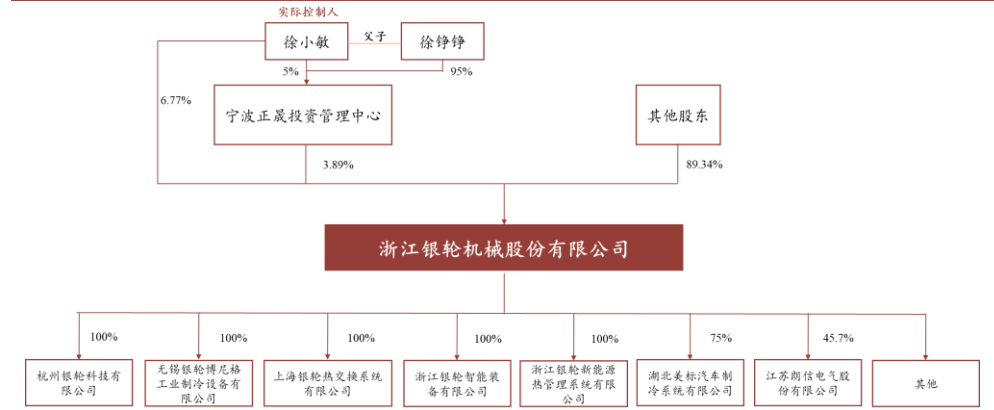 实际控制人
徐小敏
父子
徐铮铮
5%
95%
6.77%
宁波正晟投资管理中心
其他股东
3.89%
89.34%
浙江银轮机械股份有限公司
100%
100%
100%
100%
100%
75%
45.7%
杭州银轮科技有
限公司
无锡银轮博尼格
工业制冷设备有
限公司
上海银轮热交换系统
有限公司
浙江银轮智能装
备有限公司
浙江银轮新能源
热管理系统有限
公司
湖北美标汽车制
冷系统有限公司
江苏朗信电气股
份有限公司
其他